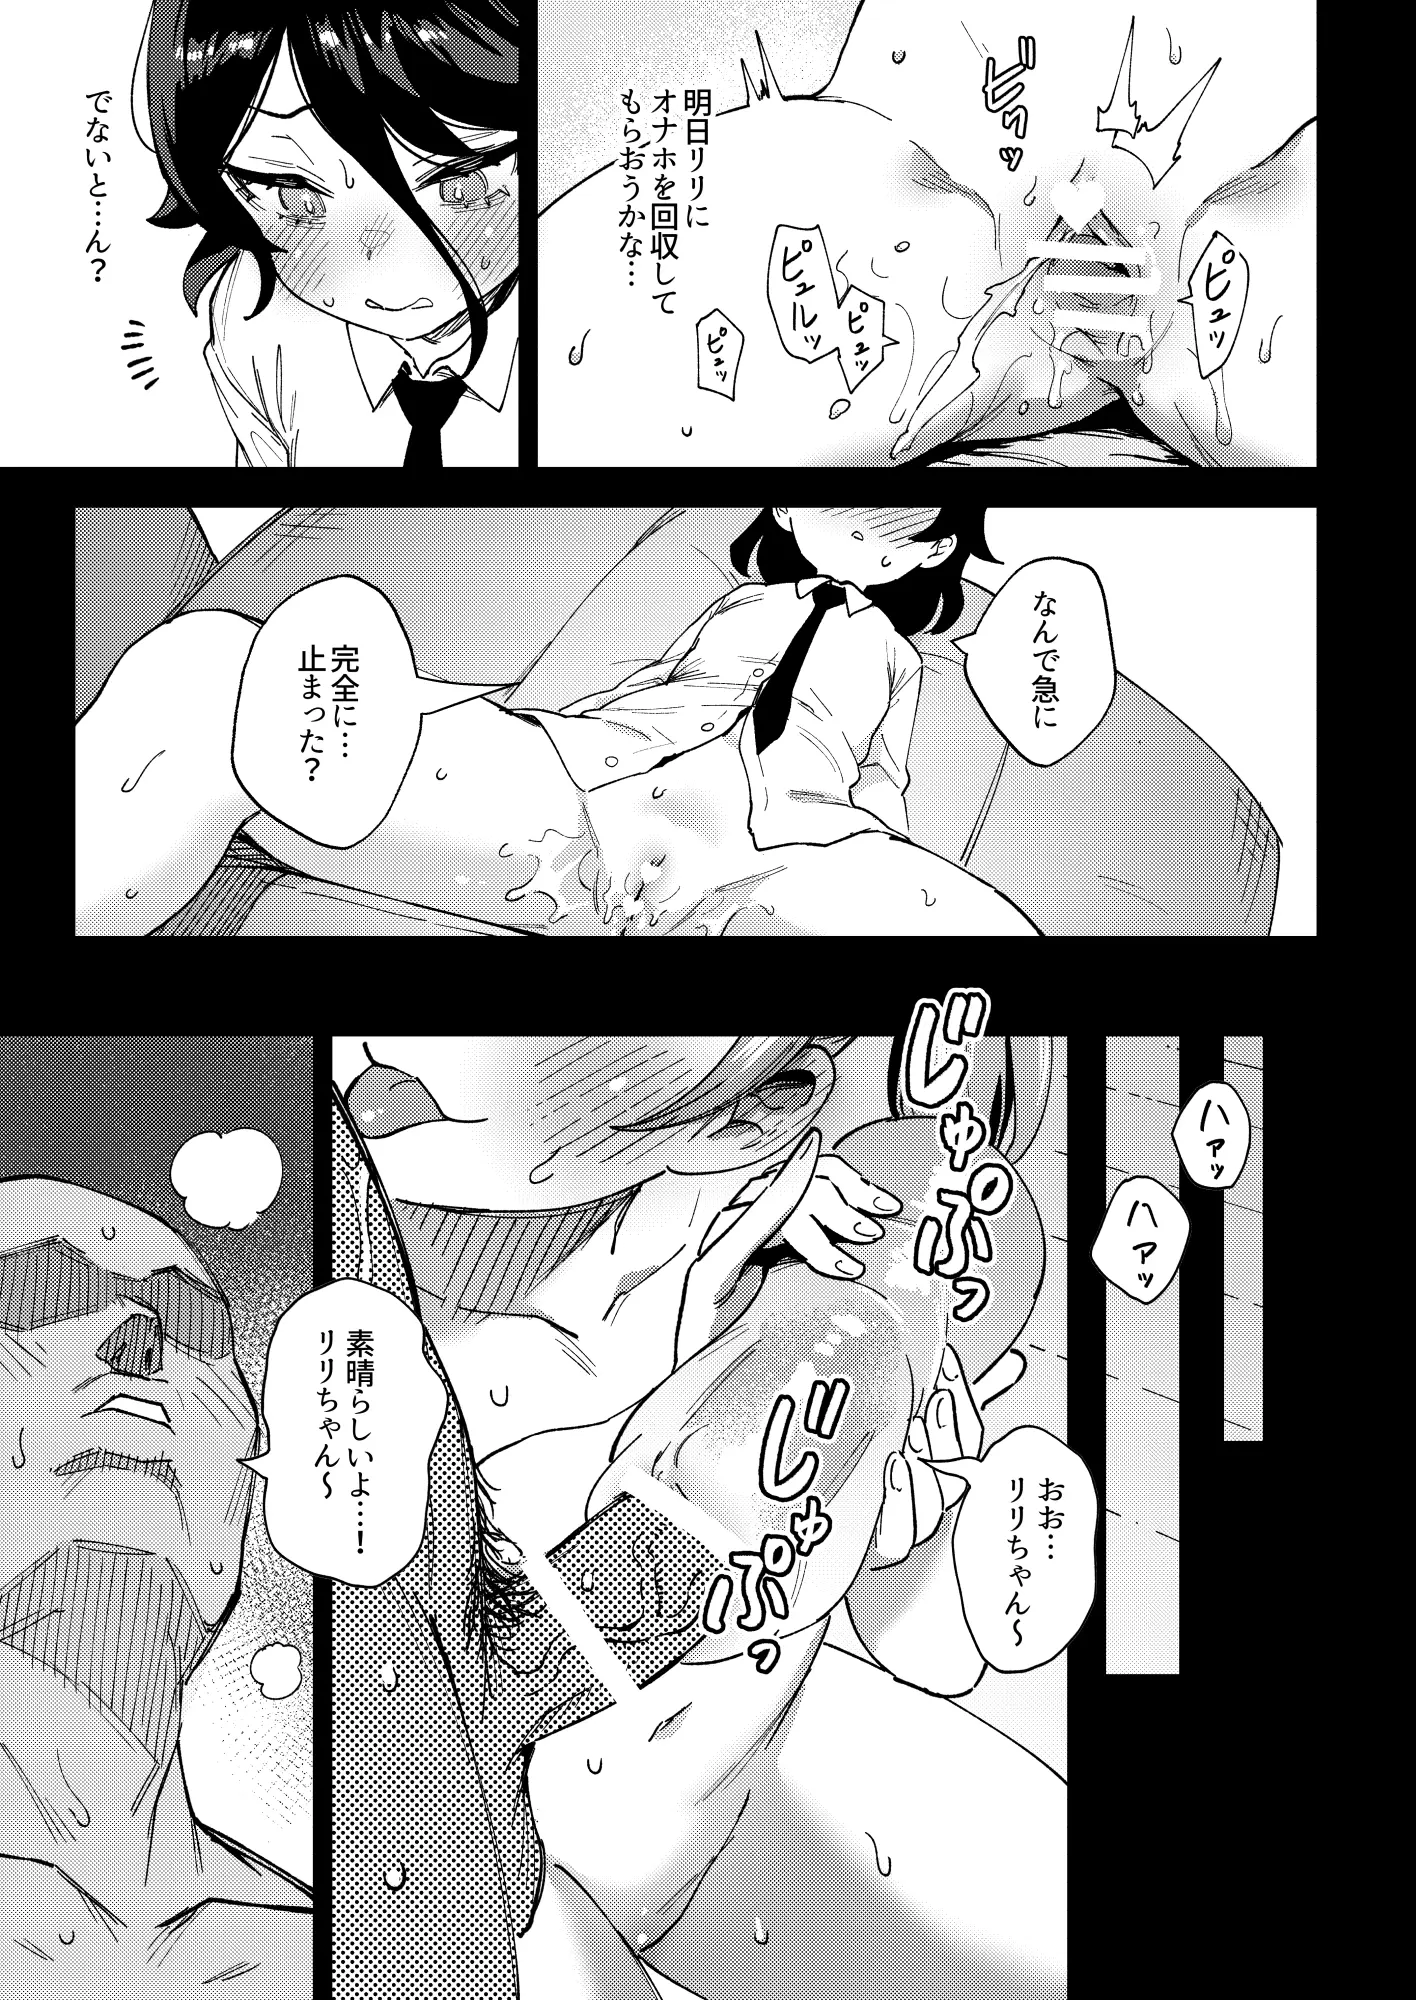 明日リリに
オナホを回収して
もらおうかな…
ビュッ
ピュルッ
ピュッ
ピュッ
ピュッ
でないと…ん？
なんで急に
完全に…
止まった？
ハァッ
ハァッ
じゅぷっ
じゅぷっ
おお…
リリちゃん～
素晴らしいよ…！
リリちゃん～